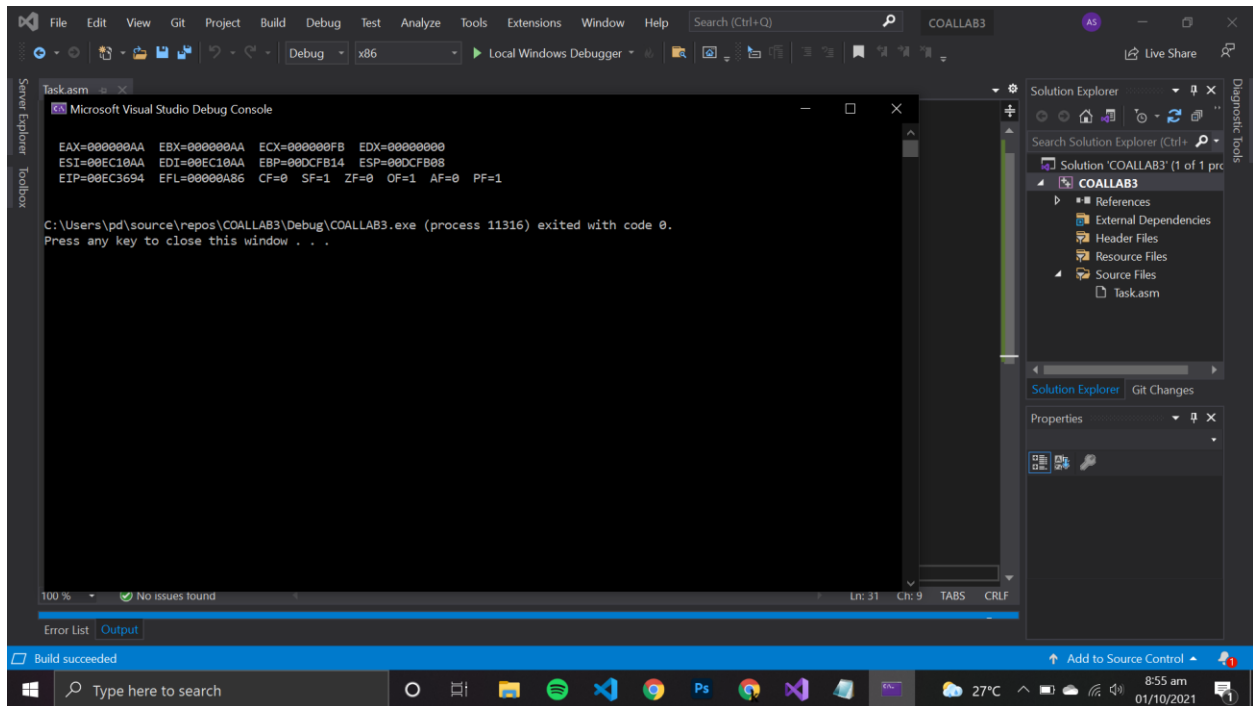 File Edit View Git Project Build Debug Test Analyze Tools Extensions Window Help Search (Ctrl+Q) COALLAB3 AS
Debug x86 Local Windows Debugger Live Share
Server Explorer
Toolbox
Task.asm
Microsoft Visual Studio Debug Console
EAX=000000AA EBX=000000AA ECX=000000FB EDX=00000000
ESI=00EC10AA EDI=00EC10AA EBP=00DCFB14 ESP=00DCFB08
EIP=00EC3694 EFL=00000A86 CF=0 SF=1 ZF=0 OF=1 AF=0 PF=1
C:\Users\pd\source\repos\COALLAB3\Debug\COALLAB3.exe (process 11316) exited with code 0.
Press any key to close this window . . .
Solution Explorer
Search Solution Explorer (Ctrl+
Solution 'COALLAB3' (1 of 1 prc
COALLAB3
References
External Dependencies
Header Files
Resource Files
Source Files
Task.asm
Solution Explorer Git Changes
Properties
Diagnostic Tools
100 % No issues found Ln: 31 Ch: 9 TABS CRLF
Error List Output
Build succeeded Add to Source Control 1
Type here to search Ps 27°C 8:55 am
01/10/2021 1